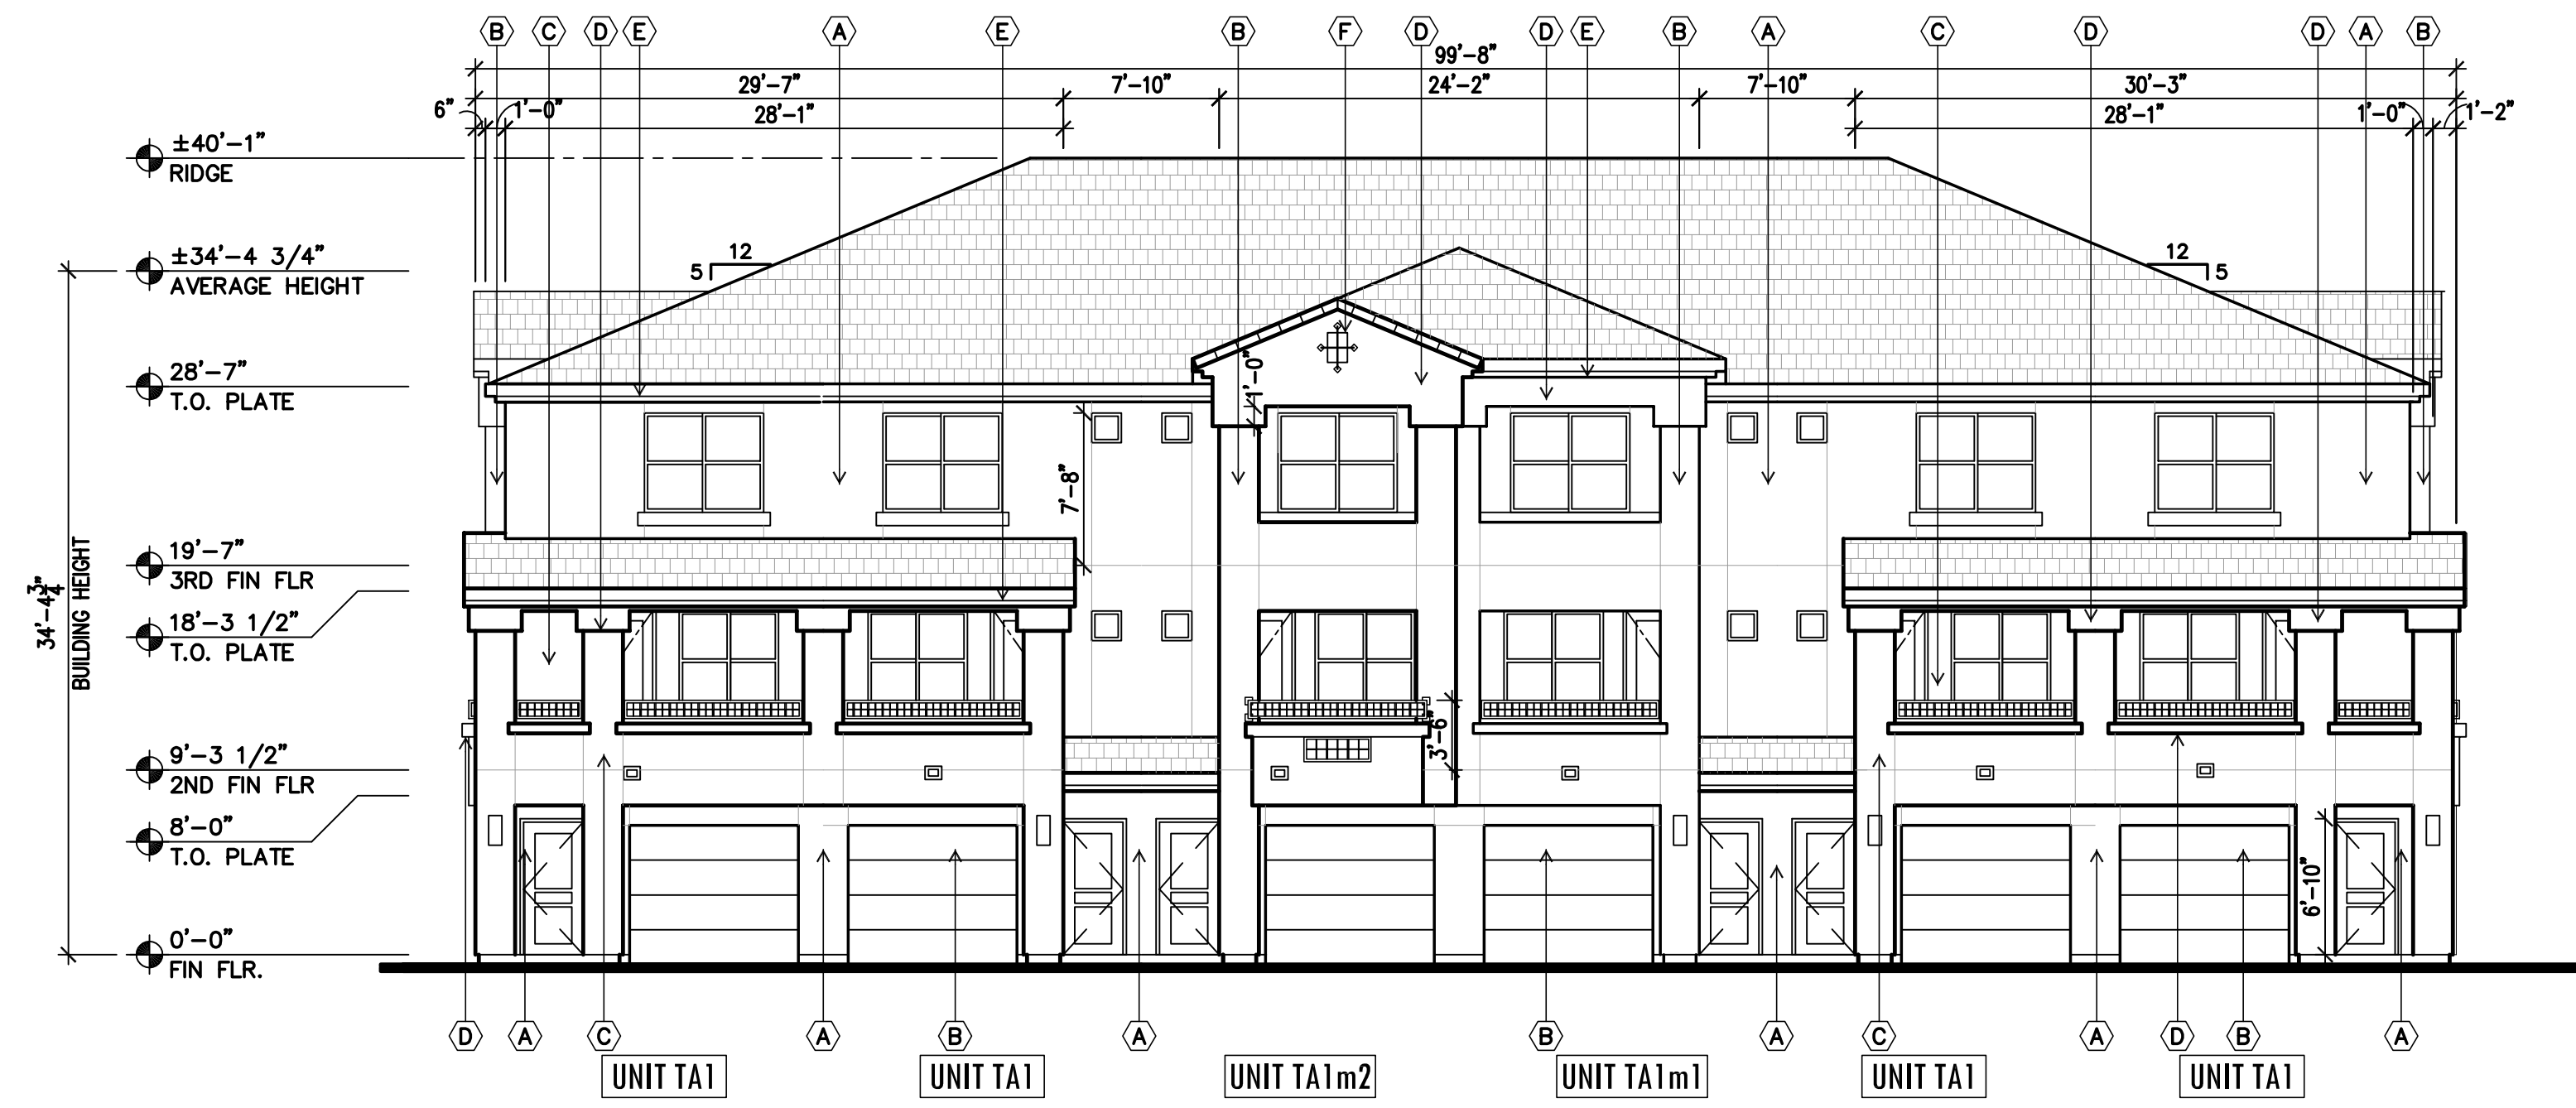 B C D E A E B F D D E B A C D D A B
99'-8"
29'-7" 7'-10" 24'-2" 7'-10" 30'-3"
6" 1'-0" 28'-1" 28'-1" 1'-0" 1'-2"
±40'-1"
RIDGE
12 12
5 5
±34'-4 3/4"
AVERAGE HEIGHT
1'-0"
28'-7"
T.O. PLATE
7'-8"
19'-7"
3RD FIN FLR
34'-4 3/4"
BUILDING HEIGHT
18'-3 1/2"
T.O. PLATE
3'-6"
9'-3 1/2"
2ND FIN FLR
8'-0"
T.O. PLATE
6'-10"
0'-0"
FIN FLR.
D A C A B A B A C A D B A
UNIT TA1 UNIT TA1 UNIT TA1m2 UNIT TA1m1 UNIT TA1 UNIT TA1